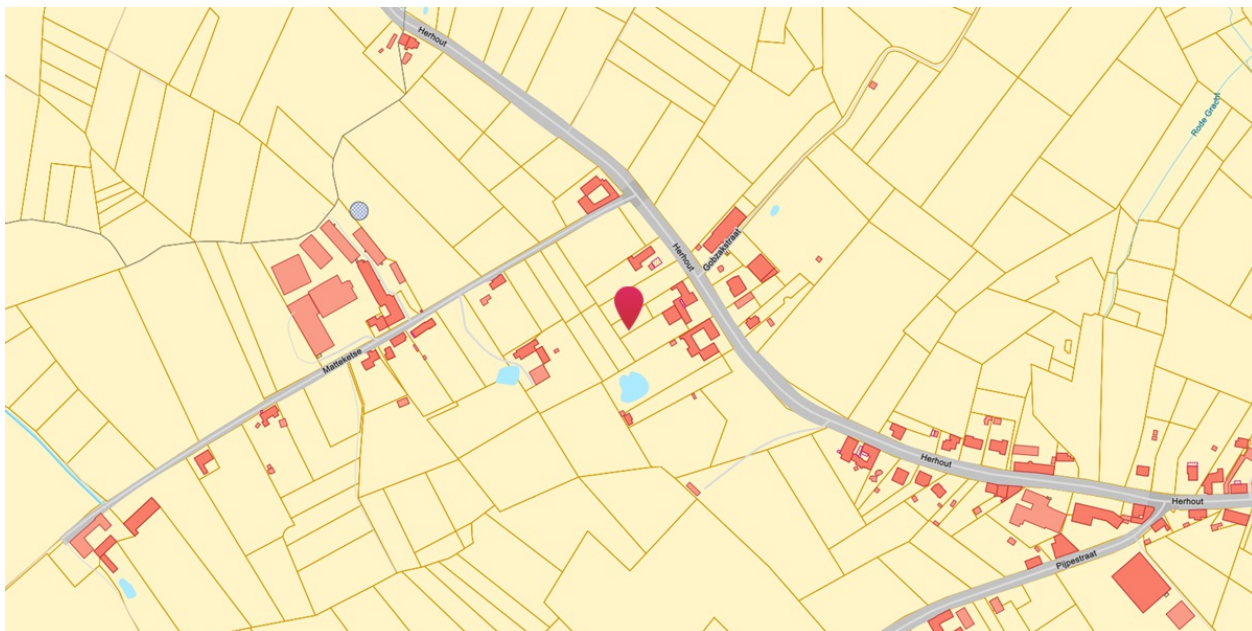 Herhout
Rode Gracht
Herhout
Gobzakstraat
Matteketse
Herhout
Herhout
Pijpestraat